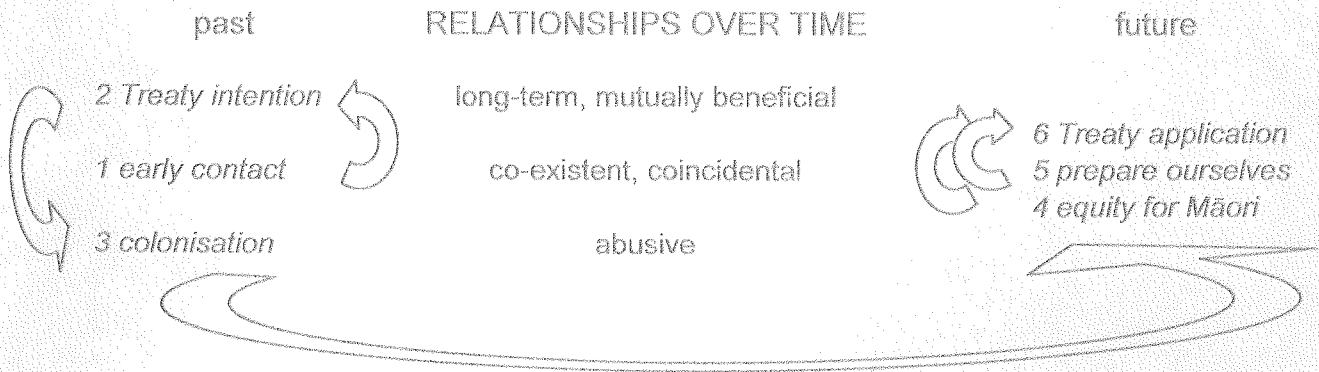 past RELATIONSHIPS OVER TIME future
2 Treaty intention long-term, mutually beneficial
6 Treaty application
1 early contact co-existent, coincidental
5 prepare ourselves
4 equity for Māori
3 colonisation abusive